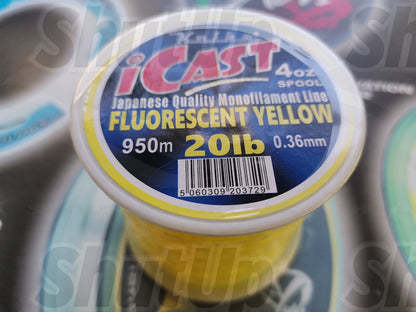 iCAST
4oz
SPOOL
Japanese Quality Monofilament Line
FLUORESCENT YELLOW
950m 20lb 0.36mm
5 060309 203729